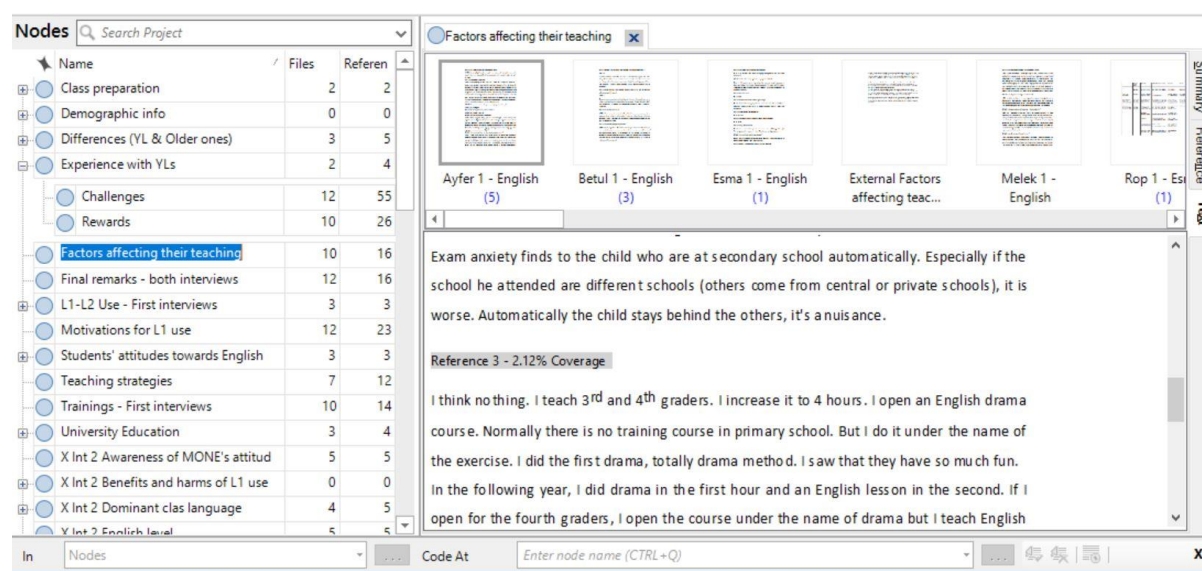 Nodes Search Project
Factors affecting their teaching x
Name Files Referen
Class preparation 2 2
Demographic info 0 0
Differences (YL & Older ones) 3 5
Experience with YLs 2 4
Challenges 12 55
Rewards 10 26
Factors affecting their teaching 10 16
Final remarks - both interviews 12 16
L1-L2 Use - First interviews 3 3
Motivations for L1 use 12 23
Students' attitudes towards English 3 3
Teaching strategies 7 12
Trainings - First interviews 10 14
University Education 3 4
X Int 2 Awareness of MONE's attitud 5 5
X Int 2 Benefits and harms of L1 use 0 0
X Int 2 Dominant clas language 4 5
X Int 2 English level 5 5
Ayfer 1 - English
(5)
Betul 1 - English
(3)
Esma 1 - English
(1)
External Factors
affecting teac...
Melek 1 -
English
Rop 1 - Esr
(1)
Summary
Reference
Exam anxiety finds to the child who are at secondary school automatically. Especially if the
school he attended are different schools (others come from central or private schools), it is
worse. Automatically the child stays behind the others, it's a nuisance.
Reference 3 - 2.12% Coverage
I think nothing. I teach 3rd and 4th graders. I increase it to 4 hours. I open an English drama
course. Normally there is no training course in primary school. But I do it under the name of
the exercise. I did the first drama, totally drama method. I saw that they have so much fun.
In the following year, I did drama in the first hour and an English lesson in the second. If I
open for the fourth graders, I open the course under the name of drama but I teach English
In Nodes ... Code At Enter node name (CTRL+Q) ... X